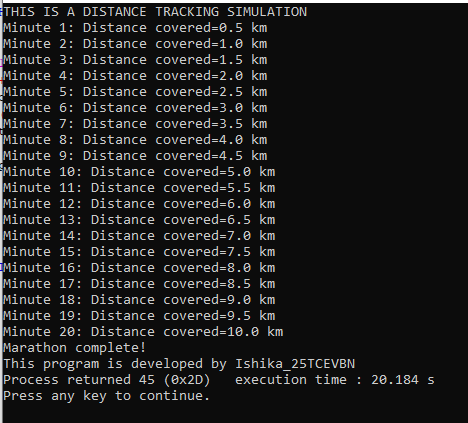 THIS IS A DISTANCE TRACKING SIMULATION
Minute 1: Distance covered=0.5 km
Minute 2: Distance covered=1.0 km
Minute 3: Distance covered=1.5 km
Minute 4: Distance covered=2.0 km
Minute 5: Distance covered=2.5 km
Minute 6: Distance covered=3.0 km
Minute 7: Distance covered=3.5 km
Minute 8: Distance covered=4.0 km
Minute 9: Distance covered=4.5 km
Minute 10: Distance covered=5.0 km
Minute 11: Distance covered=5.5 km
Minute 12: Distance covered=6.0 km
Minute 13: Distance covered=6.5 km
Minute 14: Distance covered=7.0 km
Minute 15: Distance covered=7.5 km
Minute 16: Distance covered=8.0 km
Minute 17: Distance covered=8.5 km
Minute 18: Distance covered=9.0 km
Minute 19: Distance covered=9.5 km
Minute 20: Distance covered=10.0 km
Marathon complete!
This program is developed by Ishika_25TCEVBN
Process returned 45 (0x2D)   execution time : 20.184 s
Press any key to continue.